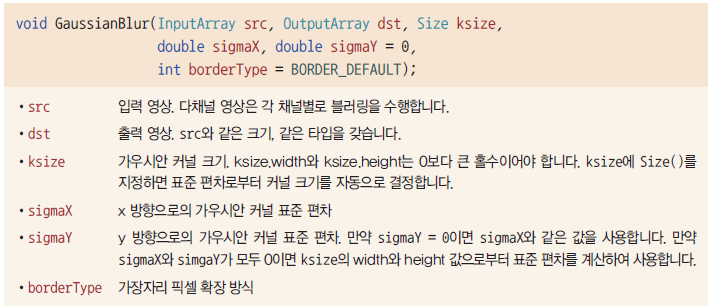 void GaussianBlur(InputArray src, OutputArray dst, Size ksize,
double sigmaX, double sigmaY = 0,
int borderType = BORDER_DEFAULT);
• src 입력 영상. 다채널 영상은 각 채널별로 블러링을 수행합니다.
• dst 출력 영상. src와 같은 크기, 같은 타입을 갖습니다.
• ksize 가우시안 커널 크기. ksize.width와 ksize.height는 0보다 큰 홀수이어야 합니다. ksize에 Size()를
지정하면 표준 편차로부터 커널 크기를 자동으로 결정합니다.
• sigmaX x 방향으로의 가우시안 커널 표준 편차
• sigmaY y 방향으로의 가우시안 커널 표준 편차. 만약 sigmaY = 0이면 sigmaX와 같은 값을 사용합니다. 만약
sigmaX와 simgaY가 모두 0이면 ksize의 width와 height 값으로부터 표준 편차를 계산하여 사용합니다.
• borderType 가장자리 픽셀 확장 방식